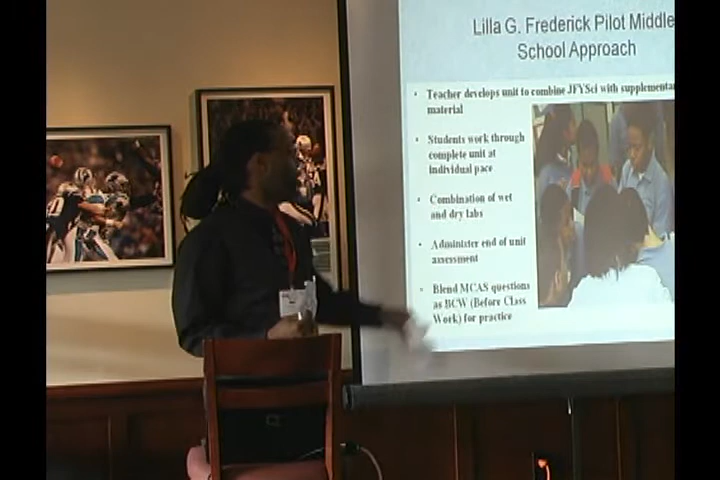 Lilla G. Frederick Pilot Middle
School Approach
• Teacher develops unit to combine JFYSci with supplementa
material
• Students work through
complete unit at
individual pace
• Combination of wet
and dry labs
• Administer end of unit
assessment
• Blend MCAS questions
as BCW (Before Class
Work) for practice